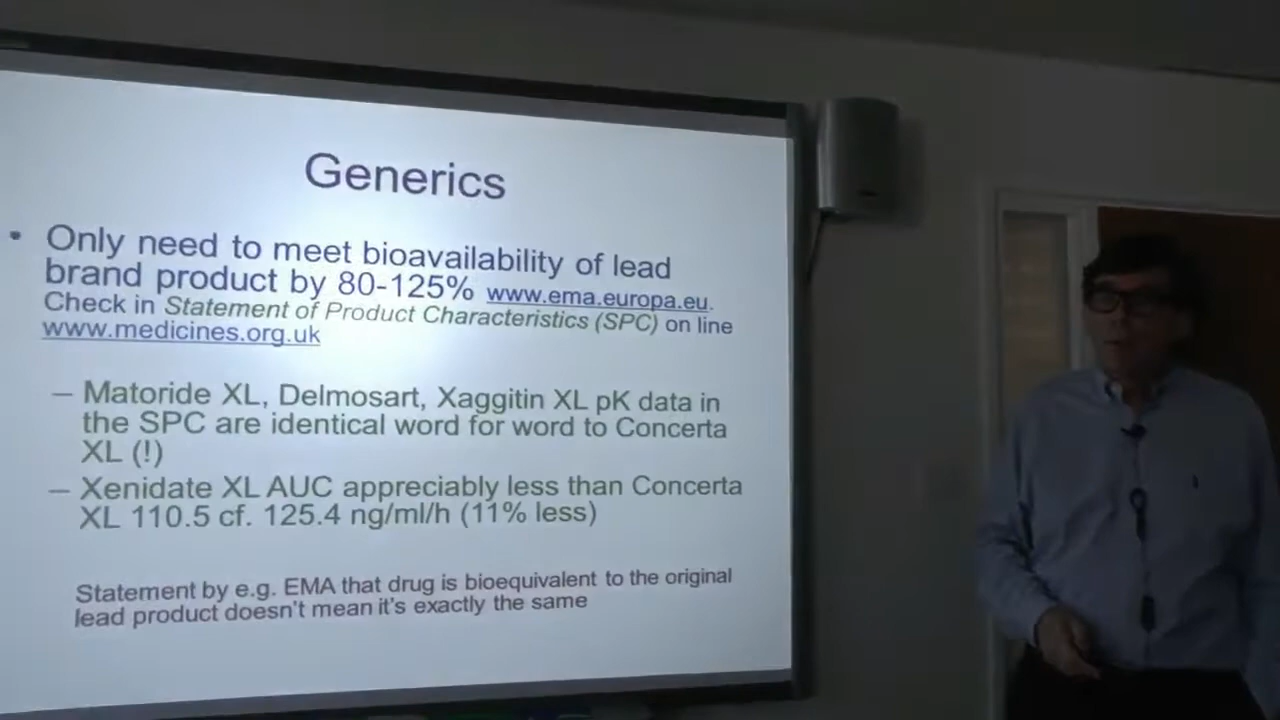 Generics
• Only need to meet bioavailability of lead
brand product by 80-125% www.ema.europa.eu.
Check in Statement of Product Characteristics (SPC) on line
www.medicines.org.uk
– Matoride XL, Delmosart, Xaggitin XL pK data in
the SPC are identical word for word to Concerta
XL (!)
– Xenidate XL AUC appreciably less than Concerta
XL 110.5 cf. 125.4 ng/ml/h (11% less)
Statement by e.g. EMA that drug is bioequivalent to the original
lead product doesn't mean it's exactly the same